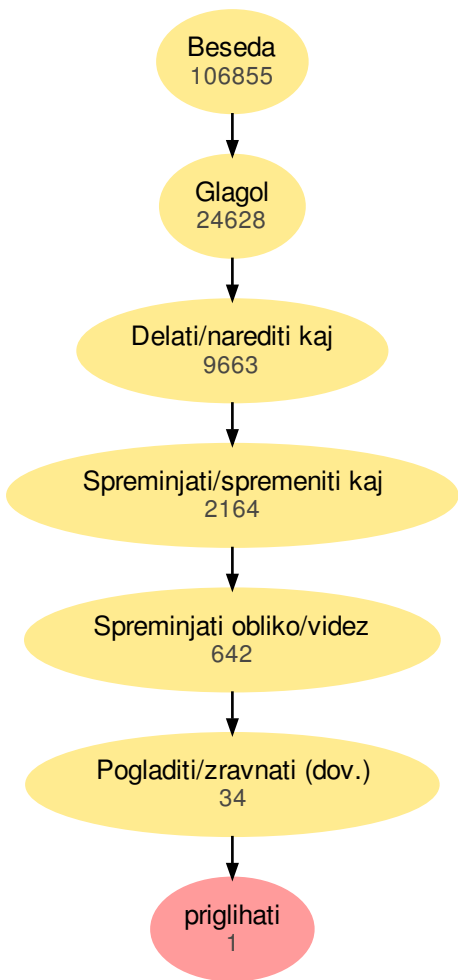 Beseda
106855
Glagol
24628
Delati/narediti kaj
9663
Spreminjati/spremeniti kaj
2164
Spreminjati obliko/videz
642
Pogladiti/zravnati (dov.)
34
priglihati
1